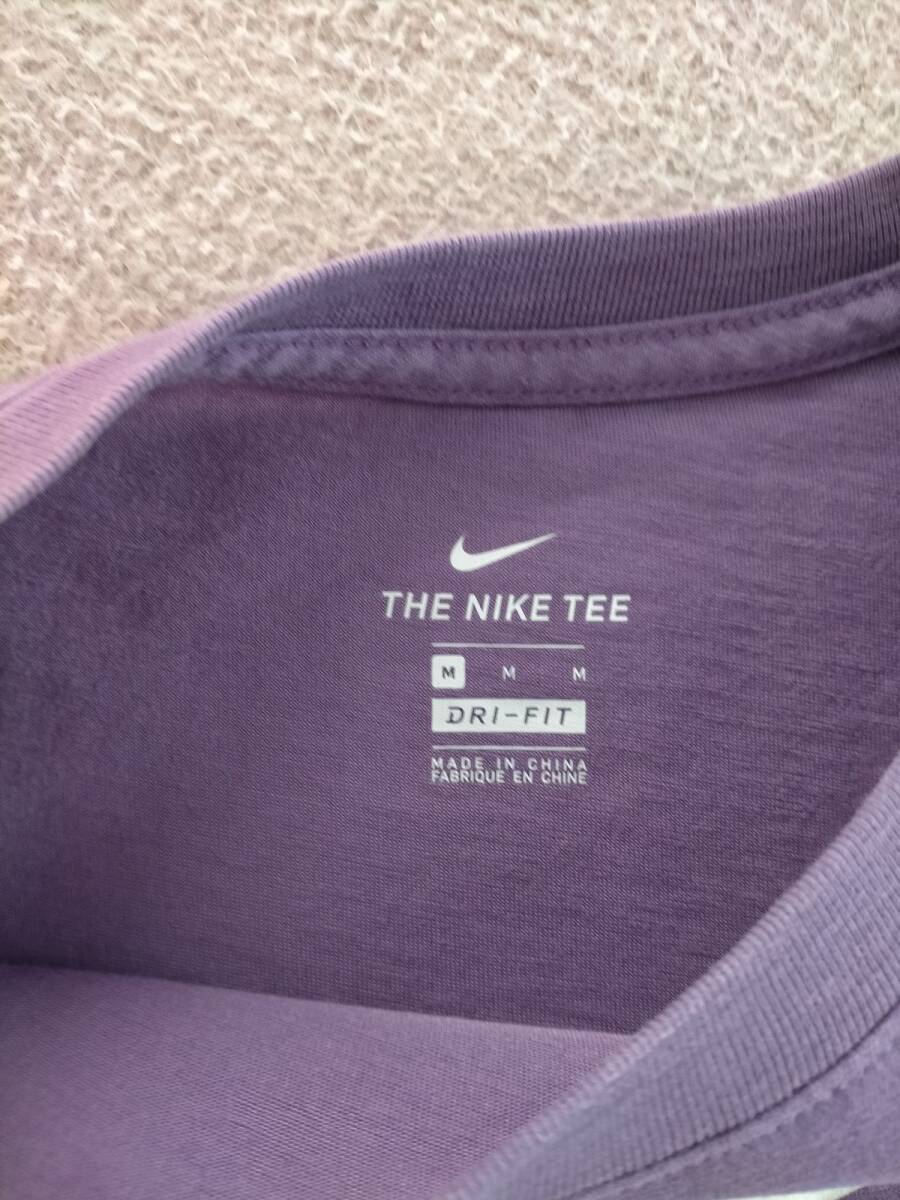 THE NIKE TEE
M M M
DRI-FIT
MADE IN CHINA
FABRIQUE EN CHINE